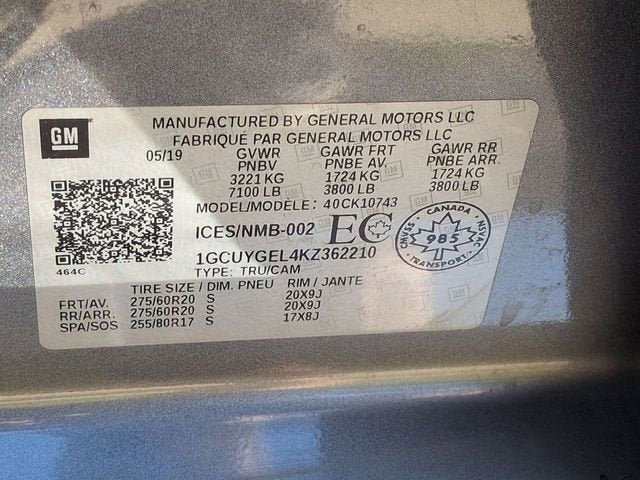 GM
MANUFACTURED BY GENERAL MOTORS LLC
FABRIQUÉ PAR GENERAL MOTORS LLC
05/19 GVWR GAWR FRT GAWR RR
PNBV PNBE AV. PNBE ARR.
3221 KG 1724 KG 1724 KG
7100 LB 3800 LB 3800 LB
MODEL/MODÈLE: 40CK10743
ICES/NMB-002 EC
CANADA
CMVSS 985 NSVAC
TRANSPORT
1GCUYGEL4KZ362210
464C
TYPE: TRU/CAM
TIRE SIZE / DIM. PNEU RIM / JANTE
FRT/AV. 275/60R20 S 20X9J
RR/ARR. 275/60R20 S 20X9J
SPA/SOS 255/80R17 S 17X8J